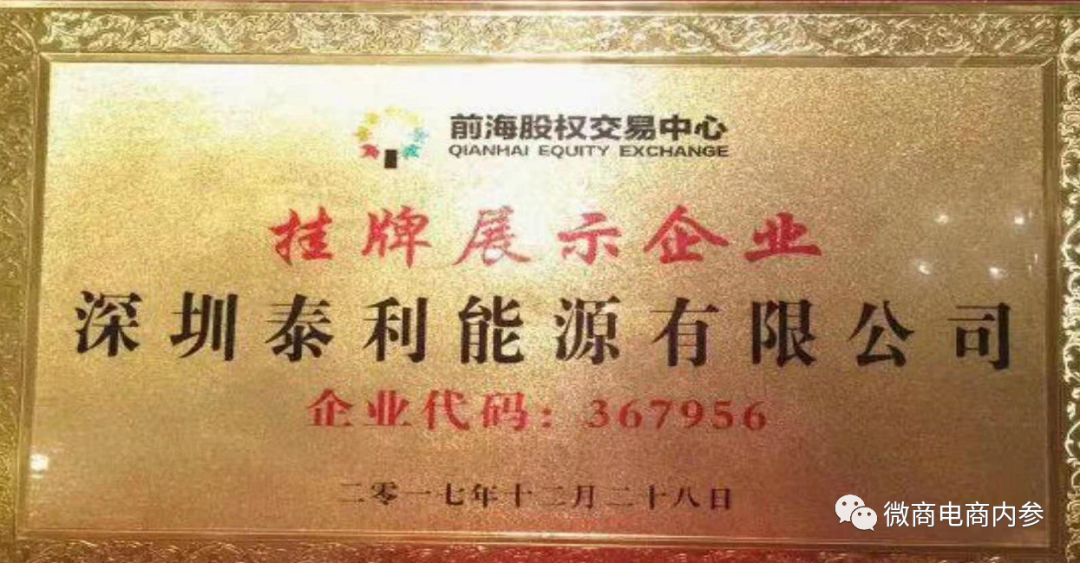 前海股权交易中心
QIANHAI EQUITY EXCHANGE
挂牌展示企业
深圳泰利能源有限公司
企业代码：367956
二零一七年十二月二十八日
微商电商内参